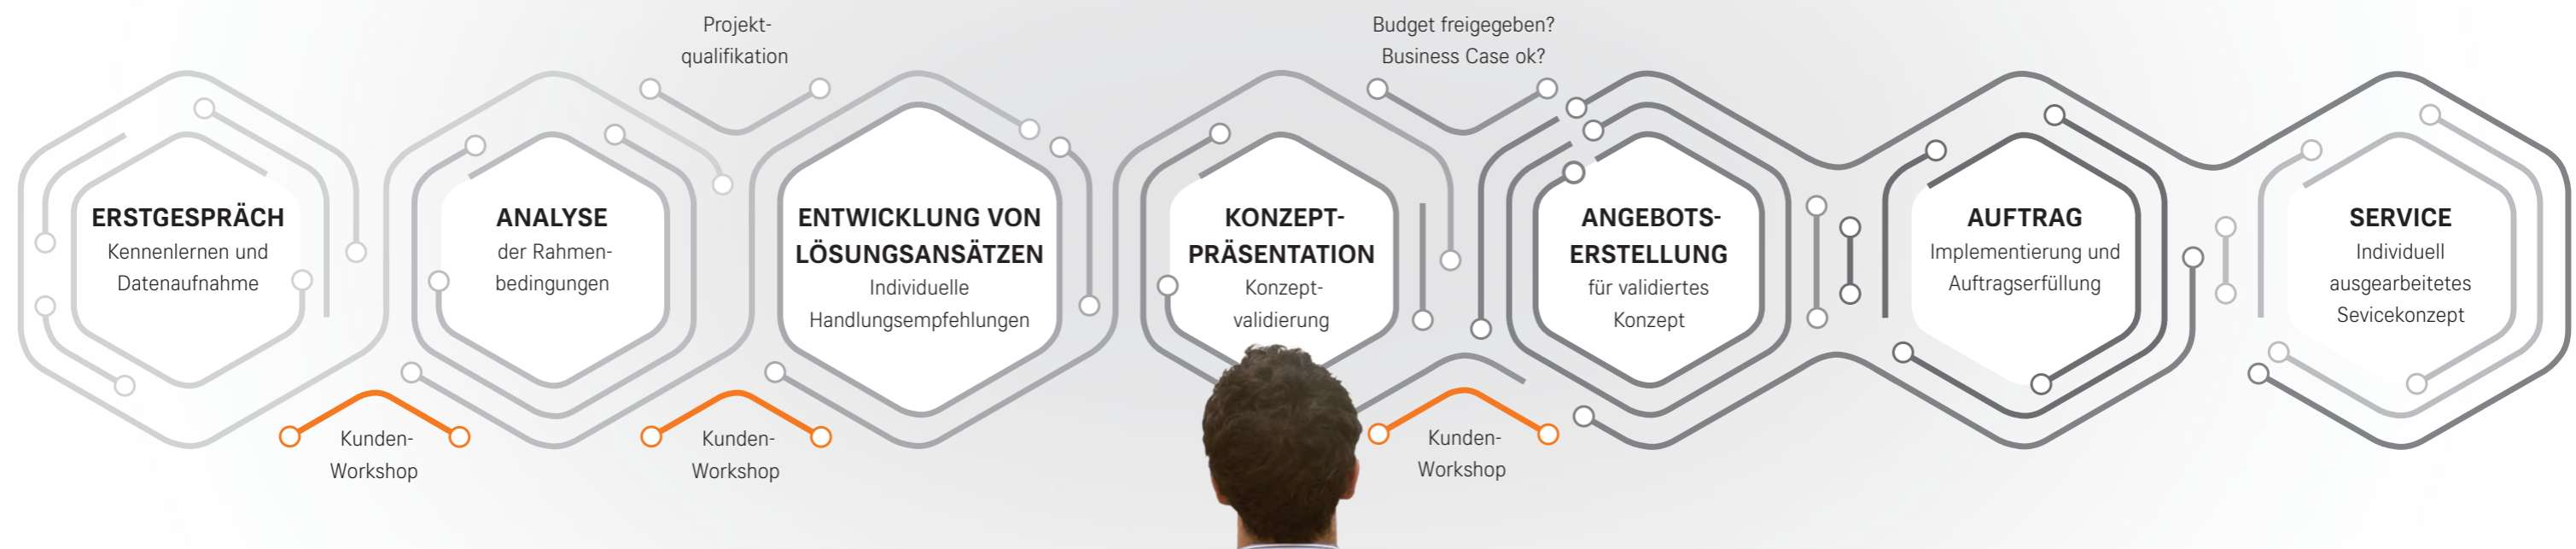 Projekt-
qualifikation
Budget freigegeben?
Business Case ok?
ERSTGESPRÄCH
Kennenlernen und
Datenaufnahme
ANALYSE
der Rahmen-
bedingungen
ENTWICKLUNG VON
LÖSUNGSANSÄTZEN
Individuelle
Handlungsempfehlungen
KONZEPT-
PRÄSENTATION
Konzept-
validierung
ANGEBOTS-
ERSTELLUNG
für validiertes
Konzept
AUFTRAG
Implementierung und
Auftragserfüllung
SERVICE
Individuell
ausgearbeitetes
Sevicekonzept
Kunden-
Workshop
Kunden-
Workshop
Kunden-
Workshop